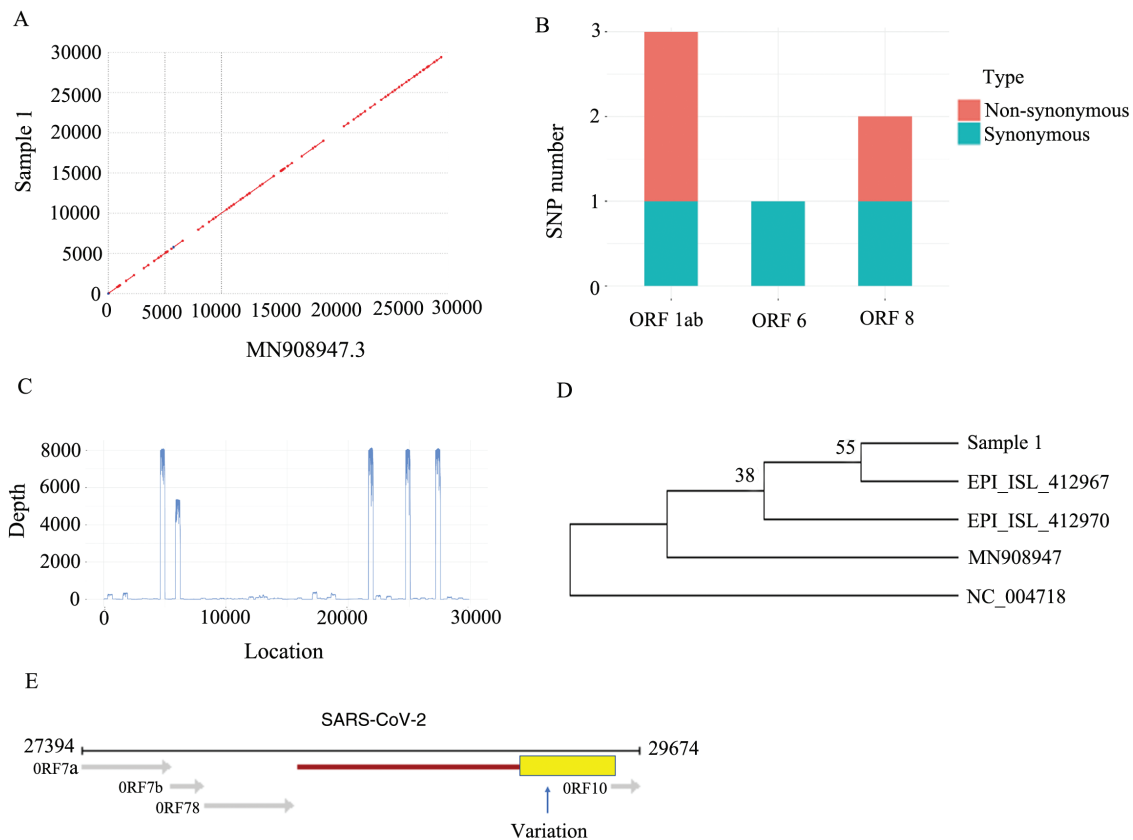 A
30000
25000
20000
15000
10000
5000
0
Sample 1
0 5000 10000 15000 20000 25000 30000
MN908947.3
B
3
2
1
0
SNP number
ORF 1ab ORF 6 ORF 8
Type
Non-synonymous
Synonymous
C
8000
6000
4000
2000
0
Depth
0 10000 20000 30000
Location
D
55
38
Sample 1
EPI_ISL_412967
EPI_ISL_412970
MN908947
NC_004718
E
SARS-CoV-2
27394 29674
0RF7a
0RF7b
0RF78
0RF10
Variation